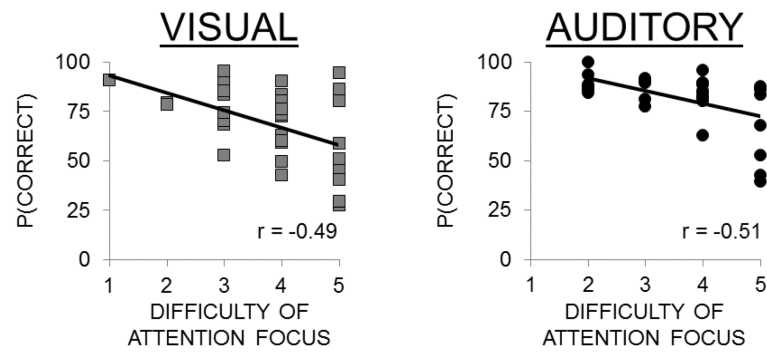 VISUAL
P(CORRECT)
100
75
50
25
0
r = -0.49
1 2 3 4 5
DIFFICULTY OF
ATTENTION FOCUS
AUDITORY
P(CORRECT)
100
75
50
25
0
r = -0.51
1 2 3 4 5
DIFFICULTY OF
ATTENTION FOCUS